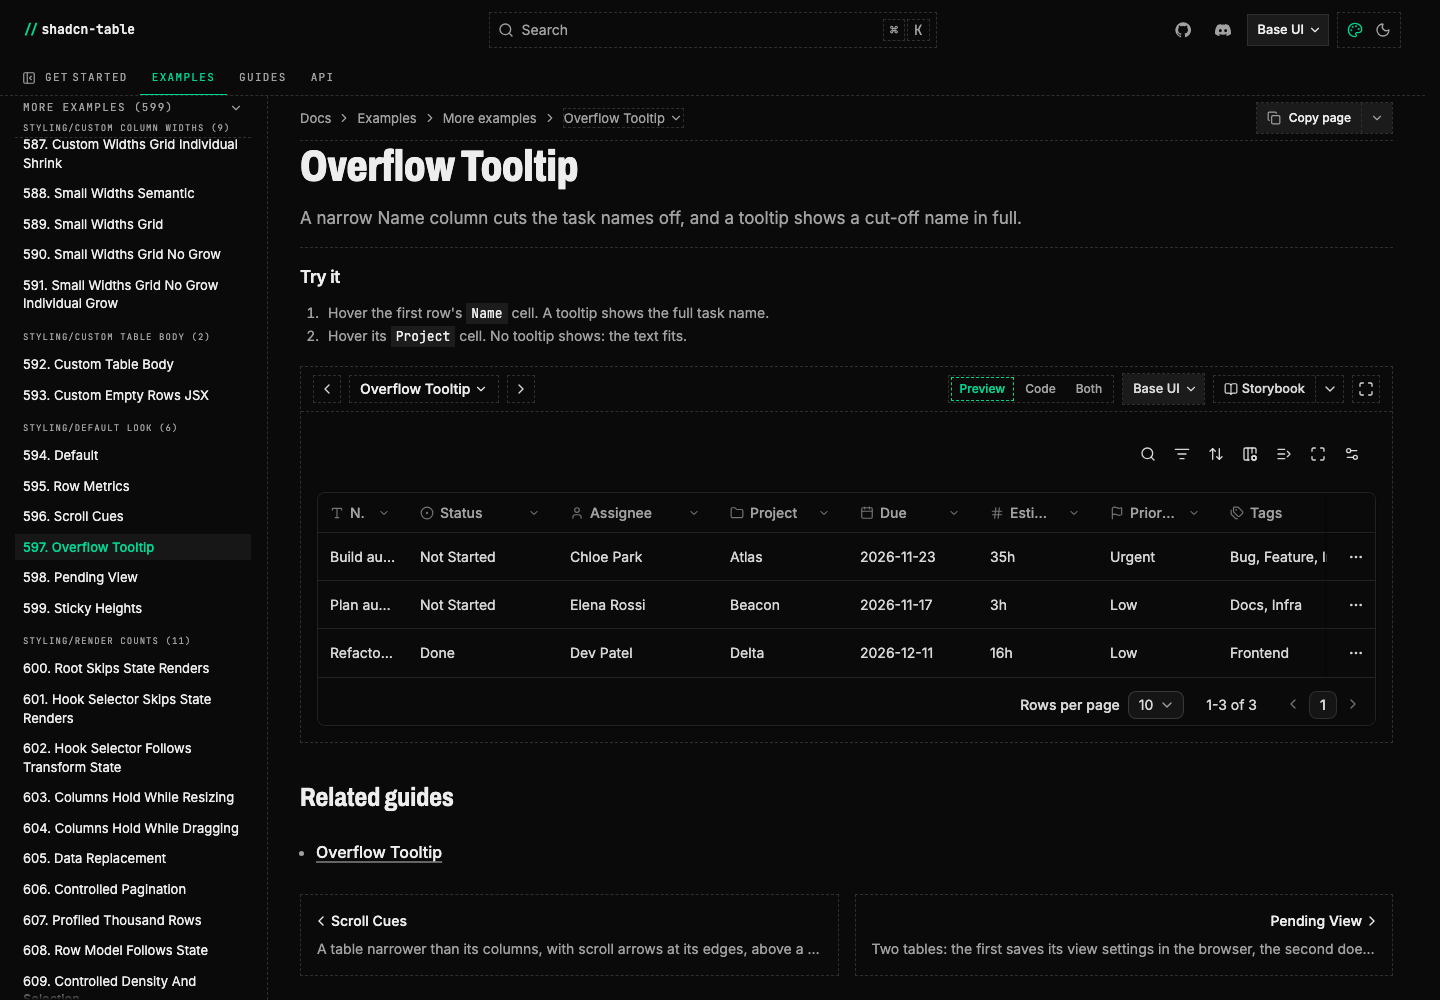 // shadcn-table
Search
⌘ K
Base UI
GET STARTED
EXAMPLES
GUIDES
API
MORE EXAMPLES (599)
STYLING/CUSTOM COLUMN WIDTHS (9)
587. Custom Widths Grid Individual
Shrink
588. Small Widths Semantic
589. Small Widths Grid
590. Small Widths Grid No Grow
591. Small Widths Grid No Grow
Individual Grow
STYLING/CUSTOM TABLE BODY (2)
592. Custom Table Body
593. Custom Empty Rows JSX
STYLING/DEFAULT LOOK (6)
594. Default
595. Row Metrics
596. Scroll Cues
597. Overflow Tooltip
598. Pending View
599. Sticky Heights
STYLING/RENDER COUNTS (11)
600. Root Skips State Renders
601. Hook Selector Skips State
Renders
602. Hook Selector Follows
Transform State
603. Columns Hold While Resizing
604. Columns Hold While Dragging
605. Data Replacement
606. Controlled Pagination
607. Profiled Thousand Rows
608. Row Model Follows State
609. Controlled Density And
Selection
Docs > Examples > More examples > Overflow Tooltip
Copy page
Overflow Tooltip
A narrow Name column cuts the task names off, and a tooltip shows a cut-off name in full.
Try it
1. Hover the first row's Name cell. A tooltip shows the full task name.
2. Hover its Project cell. No tooltip shows: the text fits.
Overflow Tooltip
Preview Code Both
Base UI
Storybook
N. Status Assignee Project Due Esti... Prior... Tags
Build au... Not Started Chloe Park Atlas 2026-11-23 35h Urgent Bug, Feature, I
Plan au... Not Started Elena Rossi Beacon 2026-11-17 3h Low Docs, Infra
Refacto... Done Dev Patel Delta 2026-12-11 16h Low Frontend
Rows per page 10 1-3 of 3 1
Related guides
• Overflow Tooltip
Scroll Cues
A table narrower than its columns, with scroll arrows at its edges, above a ...
Pending View
Two tables: the first saves its view settings in the browser, the second doe...